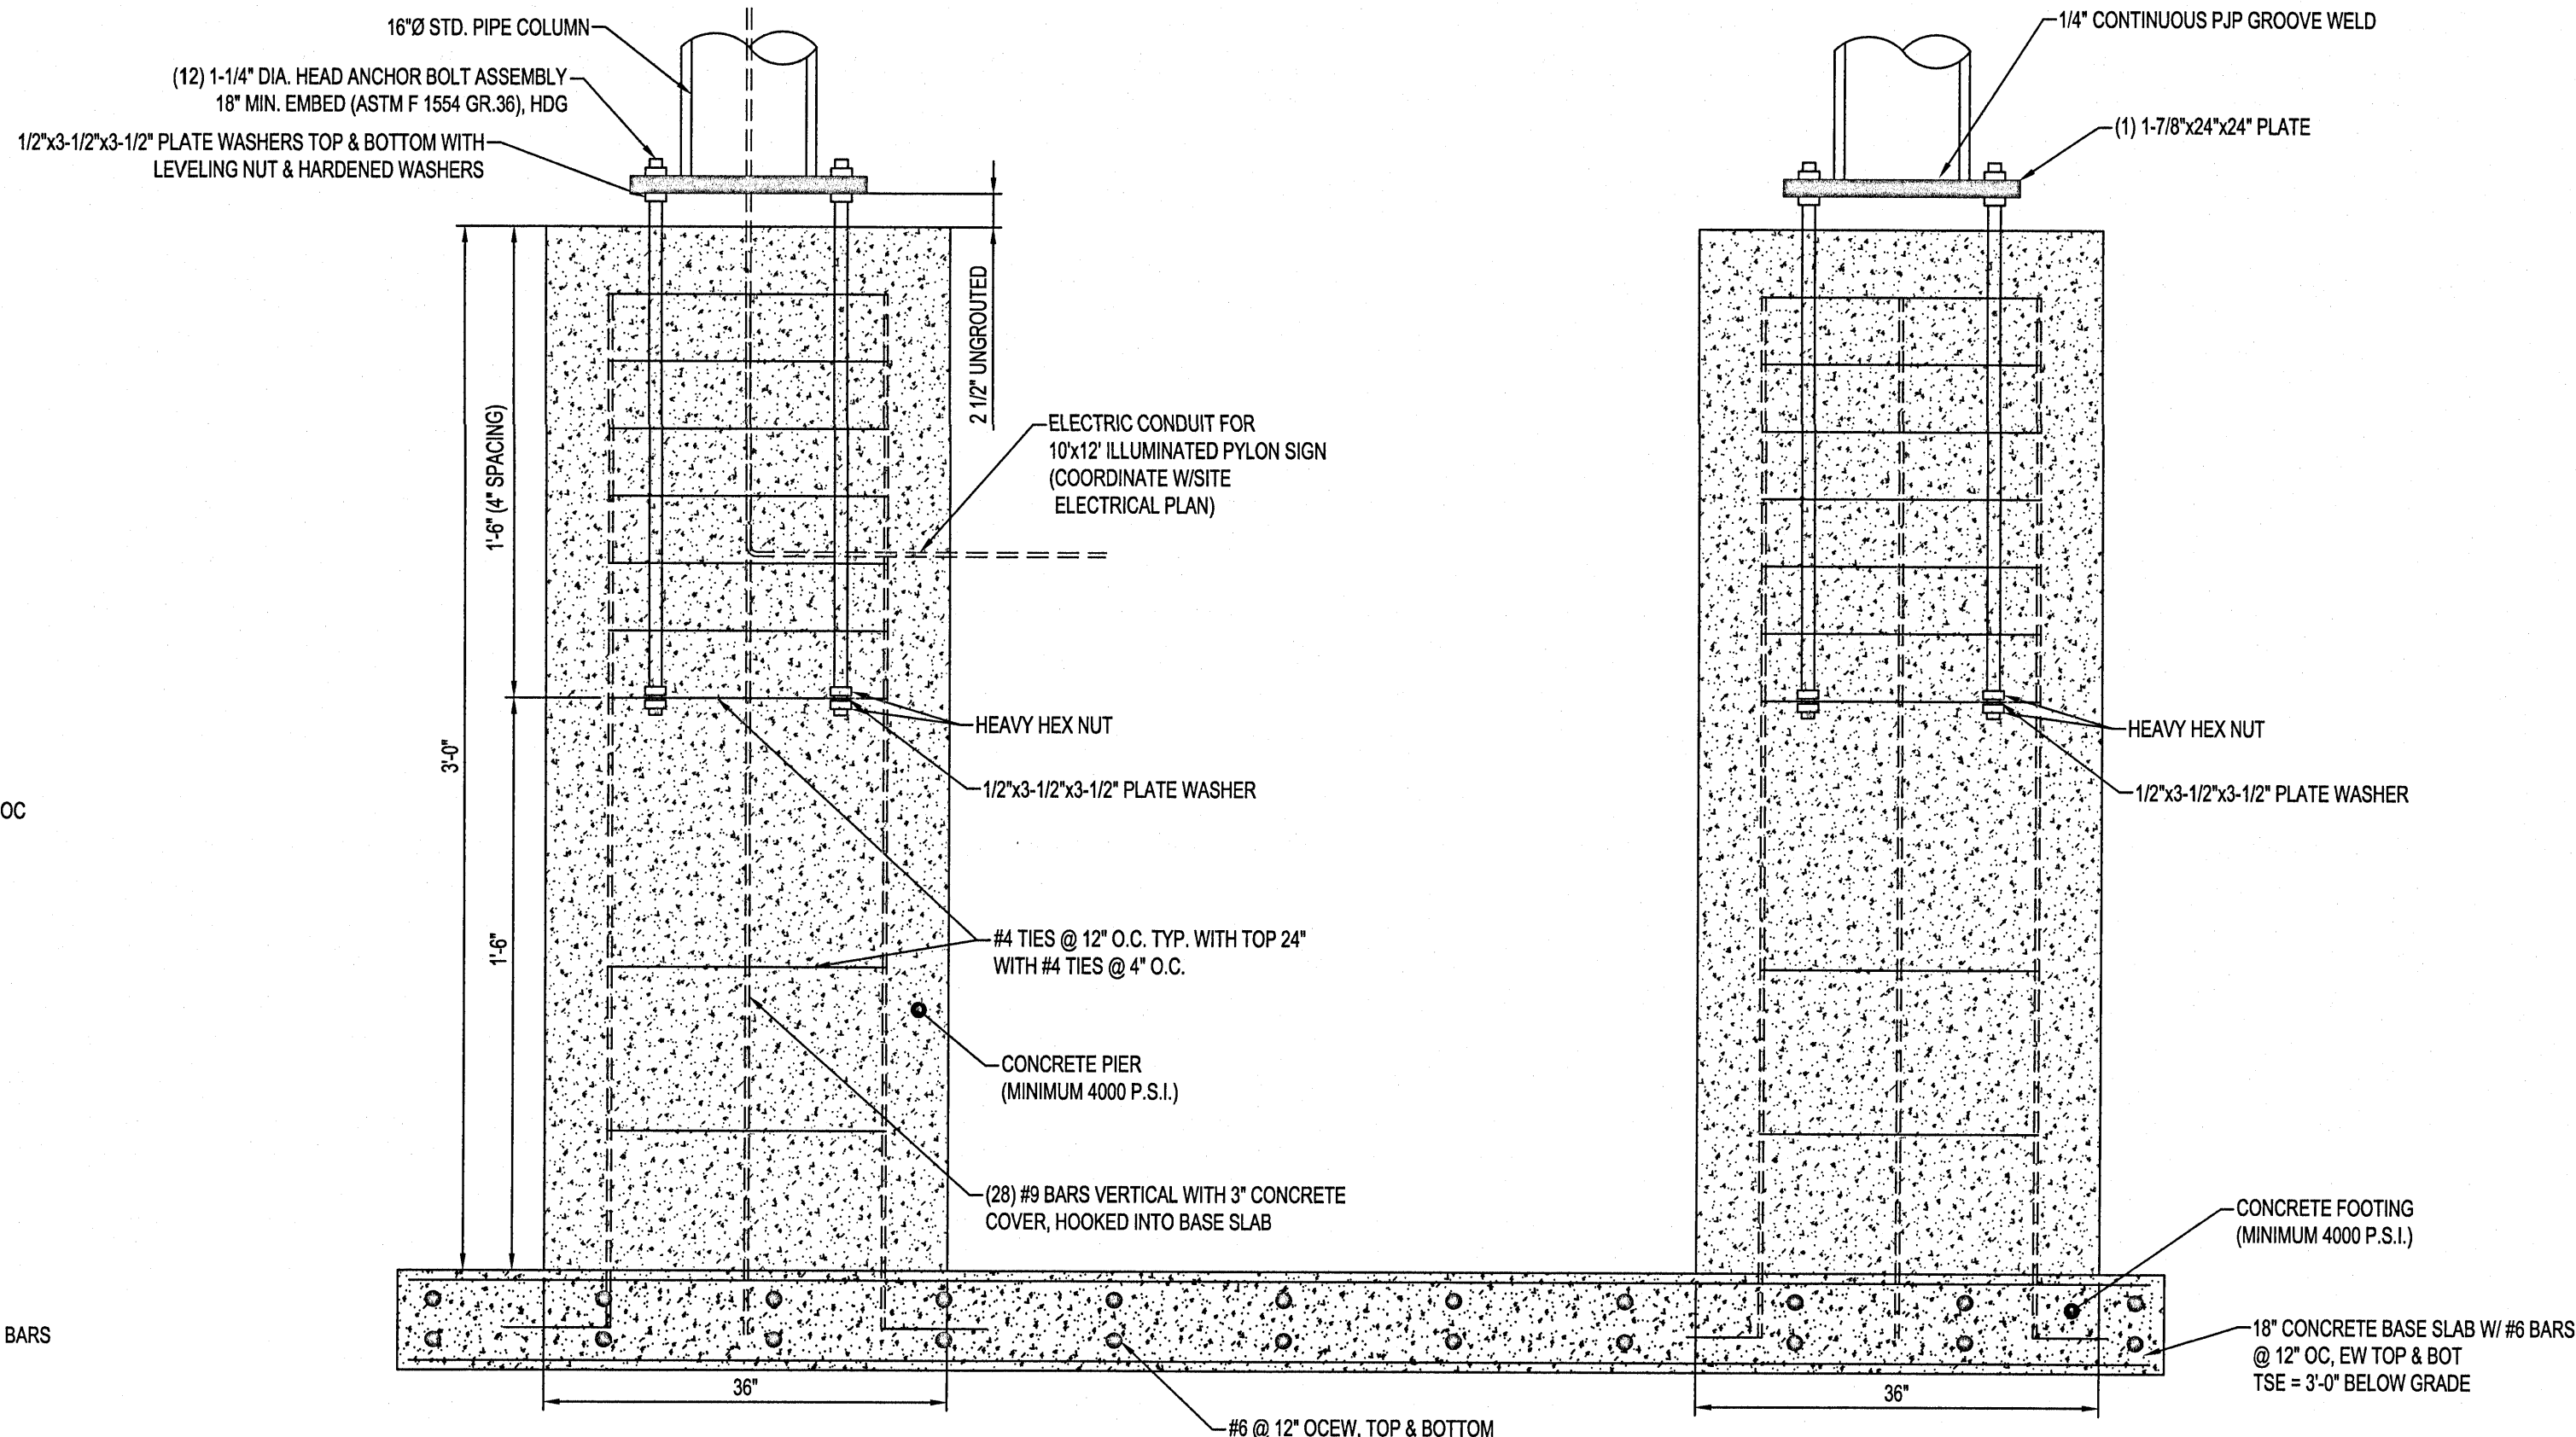 16"Ø STD. PIPE COLUMN
(12) 1-1/4" DIA. HEAD ANCHOR BOLT ASSEMBLY
18" MIN. EMBED (ASTM F 1554 GR.36), HDG
1/2"x3-1/2"x3-1/2" PLATE WASHERS TOP & BOTTOM WITH
LEVELING NUT & HARDENED WASHERS
1/4" CONTINUOUS PJP GROOVE WELD
(1) 1-7/8"x24"x24" PLATE
2 1/2" UNGROUTED
1'-6" (4" SPACING)
3'-0"
1'-6"
ELECTRIC CONDUIT FOR
10'x12' ILLUMINATED PYLON SIGN
(COORDINATE W/SITE
ELECTRICAL PLAN)
HEAVY HEX NUT
1/2"x3-1/2"x3-1/2" PLATE WASHER
HEAVY HEX NUT
1/2"x3-1/2"x3-1/2" PLATE WASHER
OC
#4 TIES @ 12" O.C. TYP. WITH TOP 24"
WITH #4 TIES @ 4" O.C.
CONCRETE PIER
(MINIMUM 4000 P.S.I.)
(28) #9 BARS VERTICAL WITH 3" CONCRETE
COVER, HOOKED INTO BASE SLAB
CONCRETE FOOTING
(MINIMUM 4000 P.S.I.)
BARS
18" CONCRETE BASE SLAB W/ #6 BARS
@ 12" OC, EW TOP & BOT
TSE = 3'-0" BELOW GRADE
36"
36"
#6 @ 12" OCEW, TOP & BOTTOM